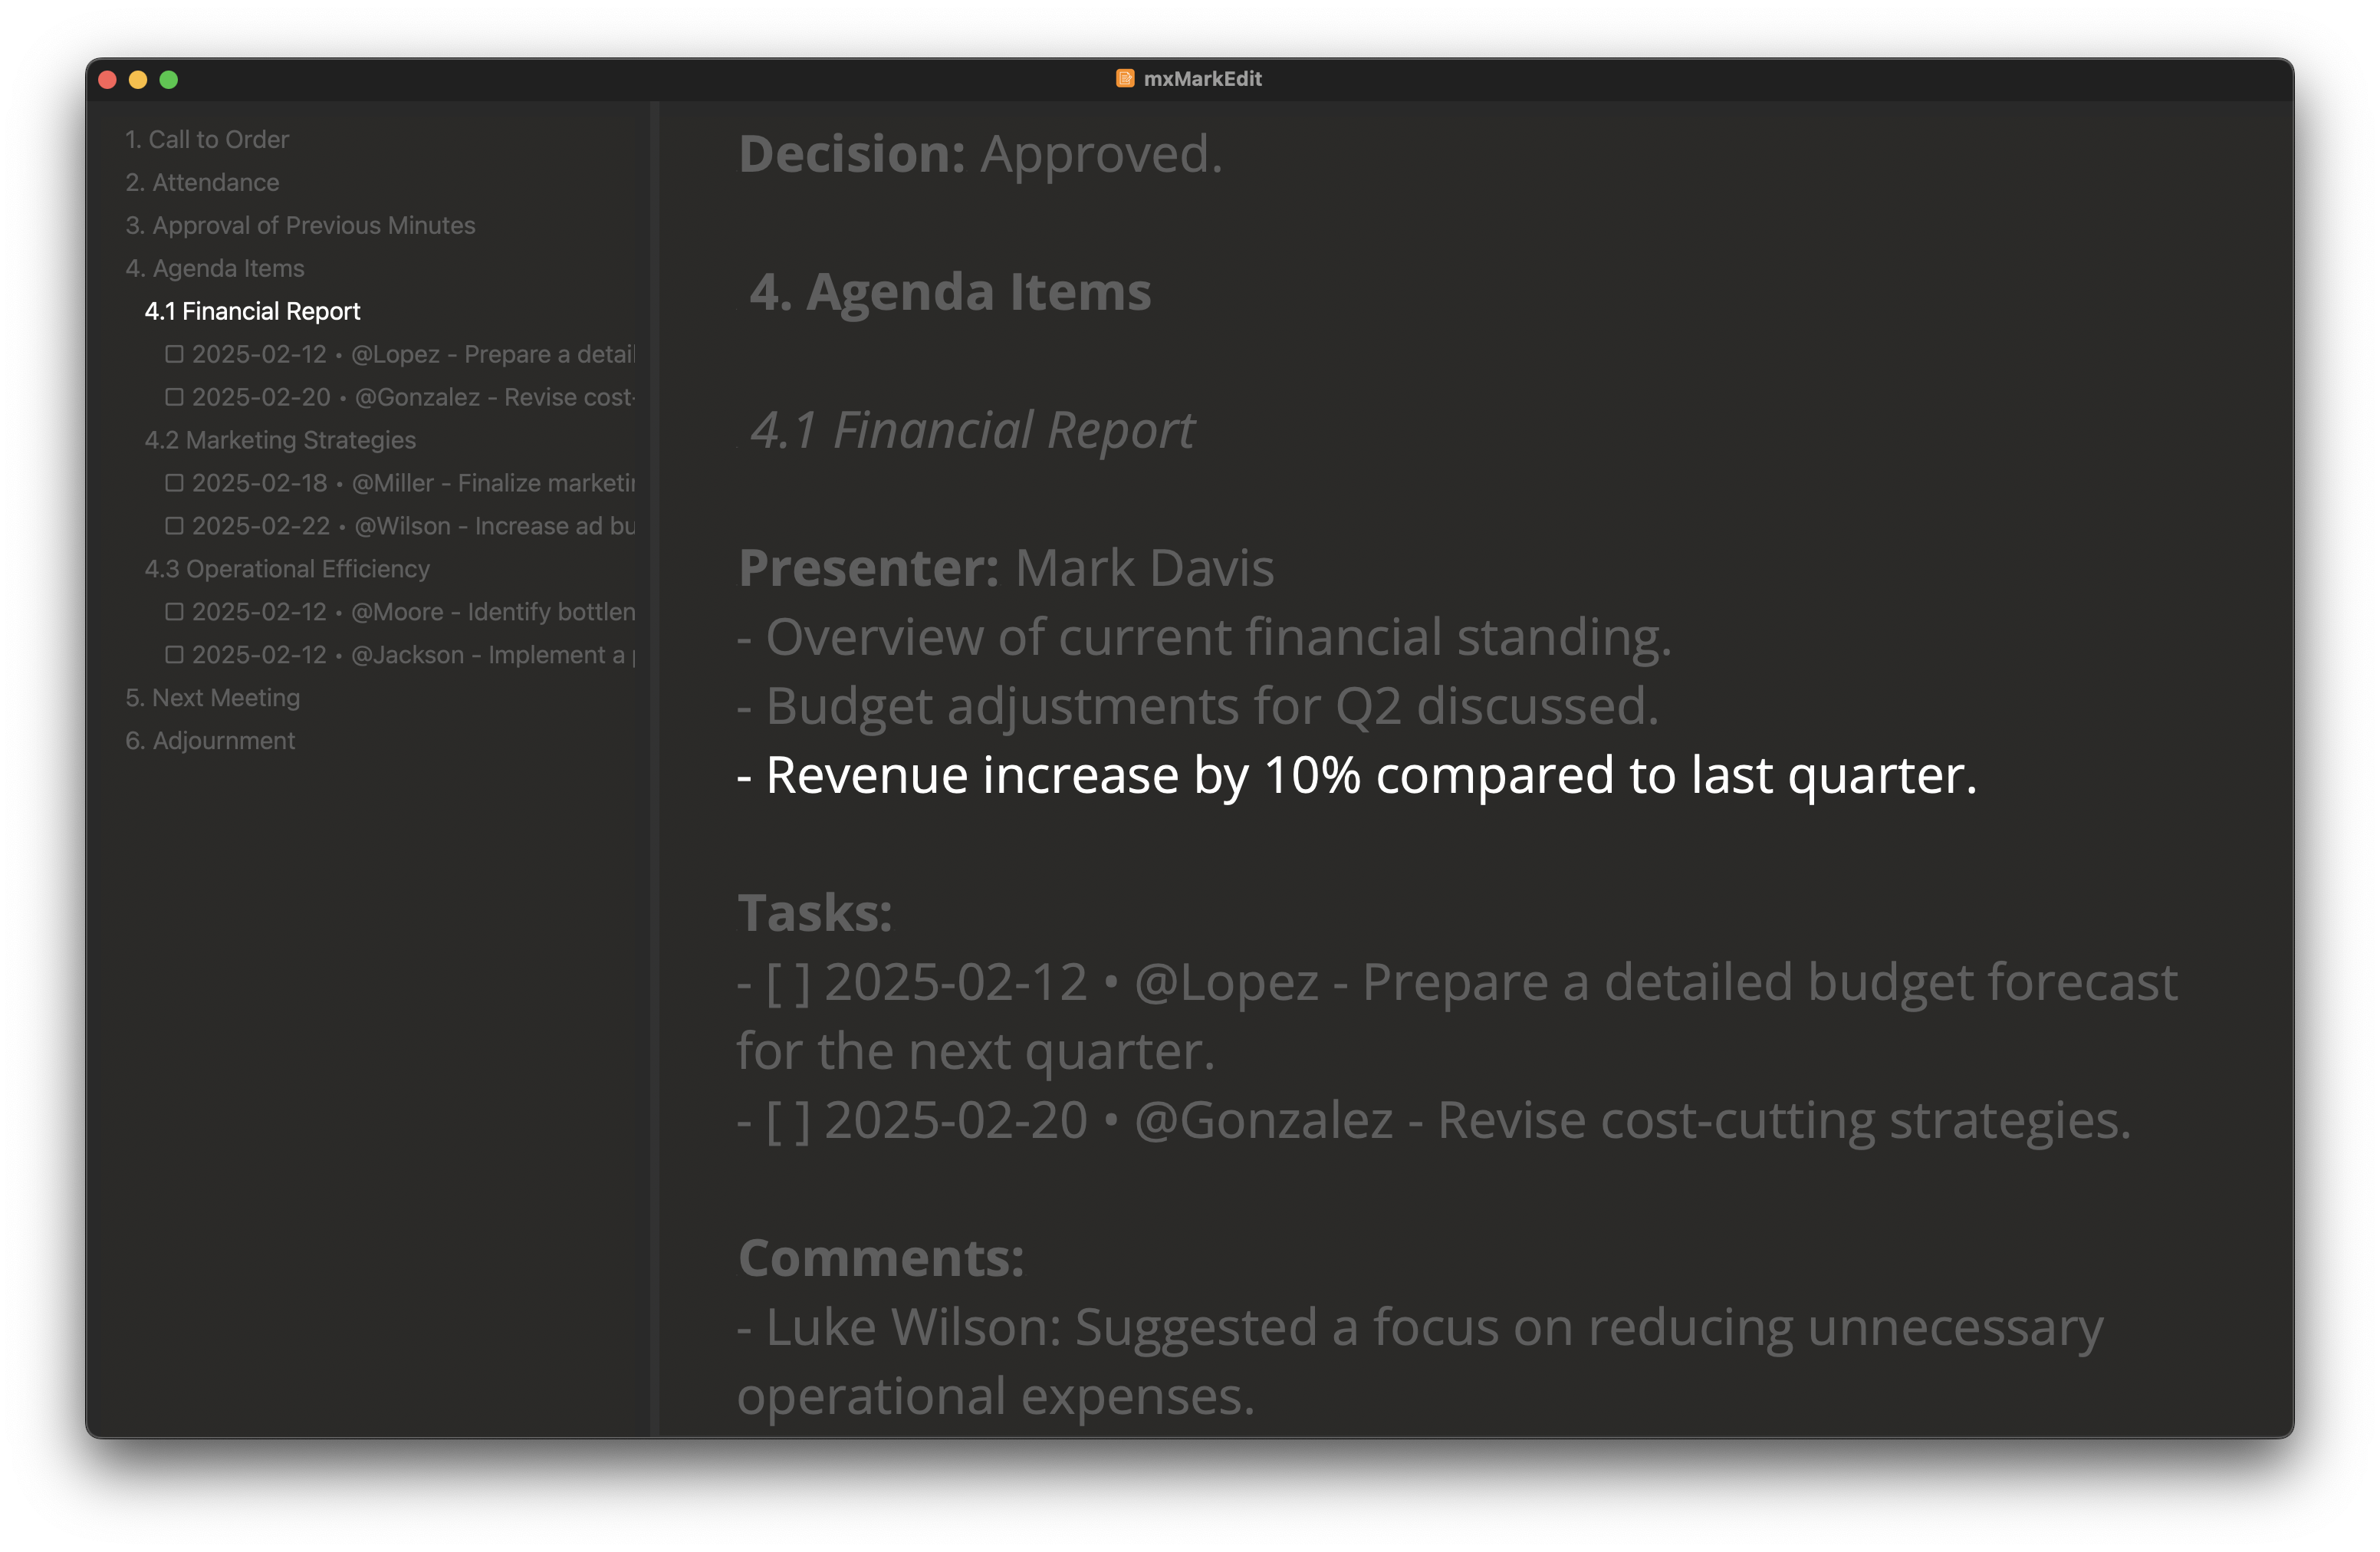 mxMarkEdit
1. Call to Order
2. Attendance
3. Approval of Previous Minutes
4. Agenda Items
4.1 Financial Report
2025-02-12 • @Lopez - Prepare a detail
2025-02-20 • @Gonzalez - Revise cost-
4.2 Marketing Strategies
2025-02-18 • @Miller - Finalize marketin
2025-02-22 • @Wilson - Increase ad bu
4.3 Operational Efficiency
2025-02-12 • @Moore - Identify bottlen
2025-02-12 • @Jackson - Implement a
5. Next Meeting
6. Adjournment
Decision: Approved.
4. Agenda Items
4.1 Financial Report
Presenter: Mark Davis
- Overview of current financial standing.
- Budget adjustments for Q2 discussed.
- Revenue increase by 10% compared to last quarter.
Tasks:
- [ ] 2025-02-12 • @Lopez - Prepare a detailed budget forecast
for the next quarter.
- [ ] 2025-02-20 • @Gonzalez - Revise cost-cutting strategies.
Comments:
- Luke Wilson: Suggested a focus on reducing unnecessary
operational expenses.